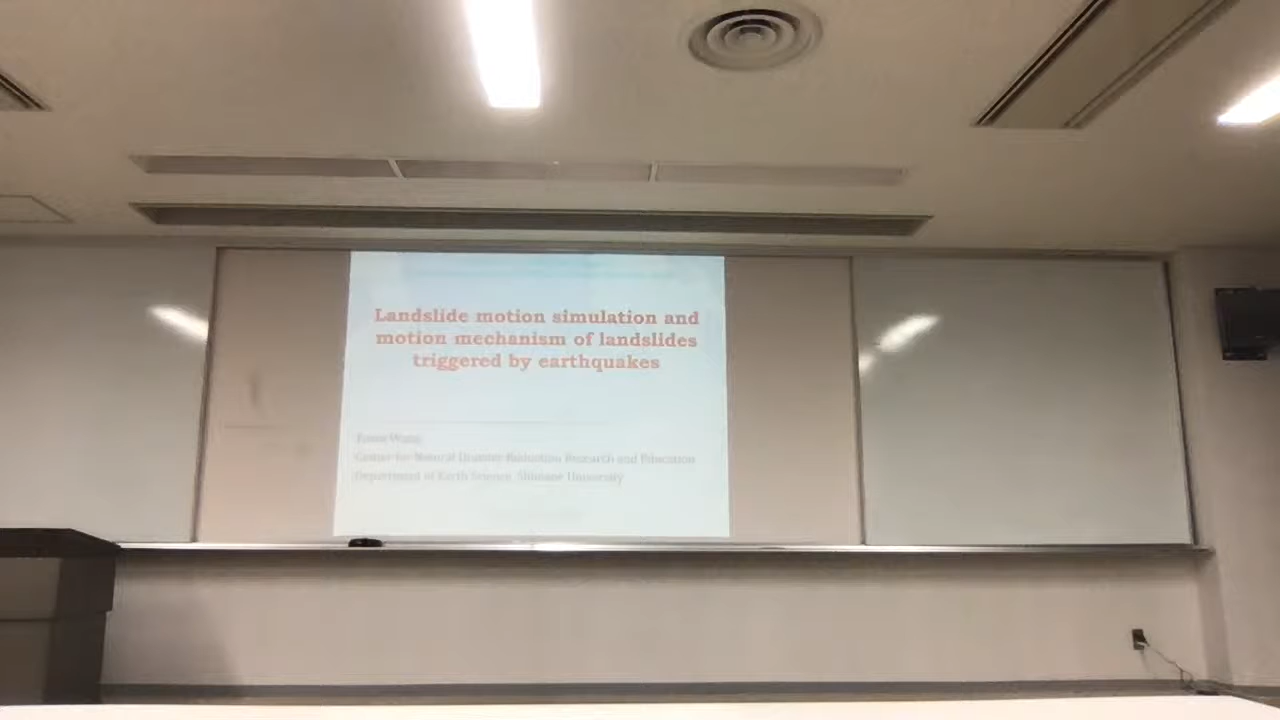 Landslide motion simulation and
motion mechanism of landslides
triggered by earthquakes
Center for Natural Disaster Reduction Research and Education
Department of Earth Science, Shimane University